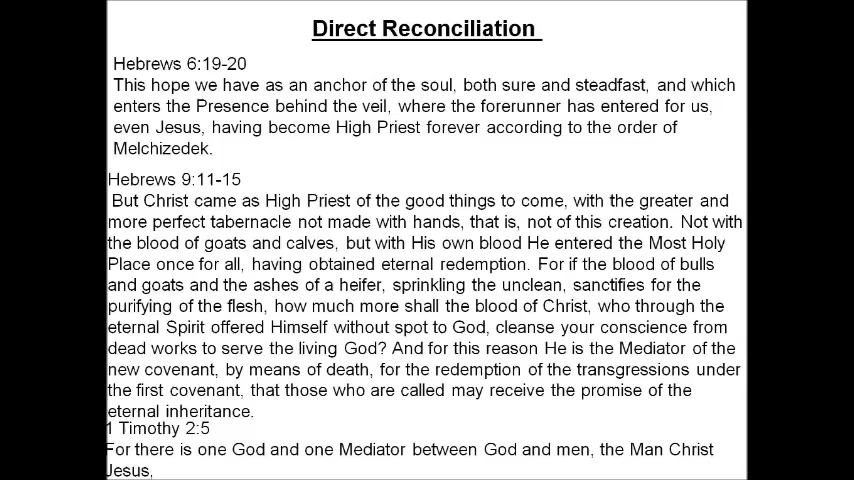 Direct Reconciliation
Hebrews 6:19-20
This hope we have as an anchor of the soul, both sure and steadfast, and which
enters the Presence behind the veil, where the forerunner has entered for us,
even Jesus, having become High Priest forever according to the order of
Melchizedek.
Hebrews 9:11-15
But Christ came as High Priest of the good things to come, with the greater and
more perfect tabernacle not made with hands, that is, not of this creation. Not with
the blood of goats and calves, but with His own blood He entered the Most Holy
Place once for all, having obtained eternal redemption. For if the blood of bulls
and goats and the ashes of a heifer, sprinkling the unclean, sanctifies for the
purifying of the flesh, how much more shall the blood of Christ, who through the
eternal Spirit offered Himself without spot to God, cleanse your conscience from
dead works to serve the living God? And for this reason He is the Mediator of the
new covenant, by means of death, for the redemption of the transgressions under
the first covenant, that those who are called may receive the promise of the
eternal inheritance.
1 Timothy 2:5
For there is one God and one Mediator between God and men, the Man Christ
Jesus,